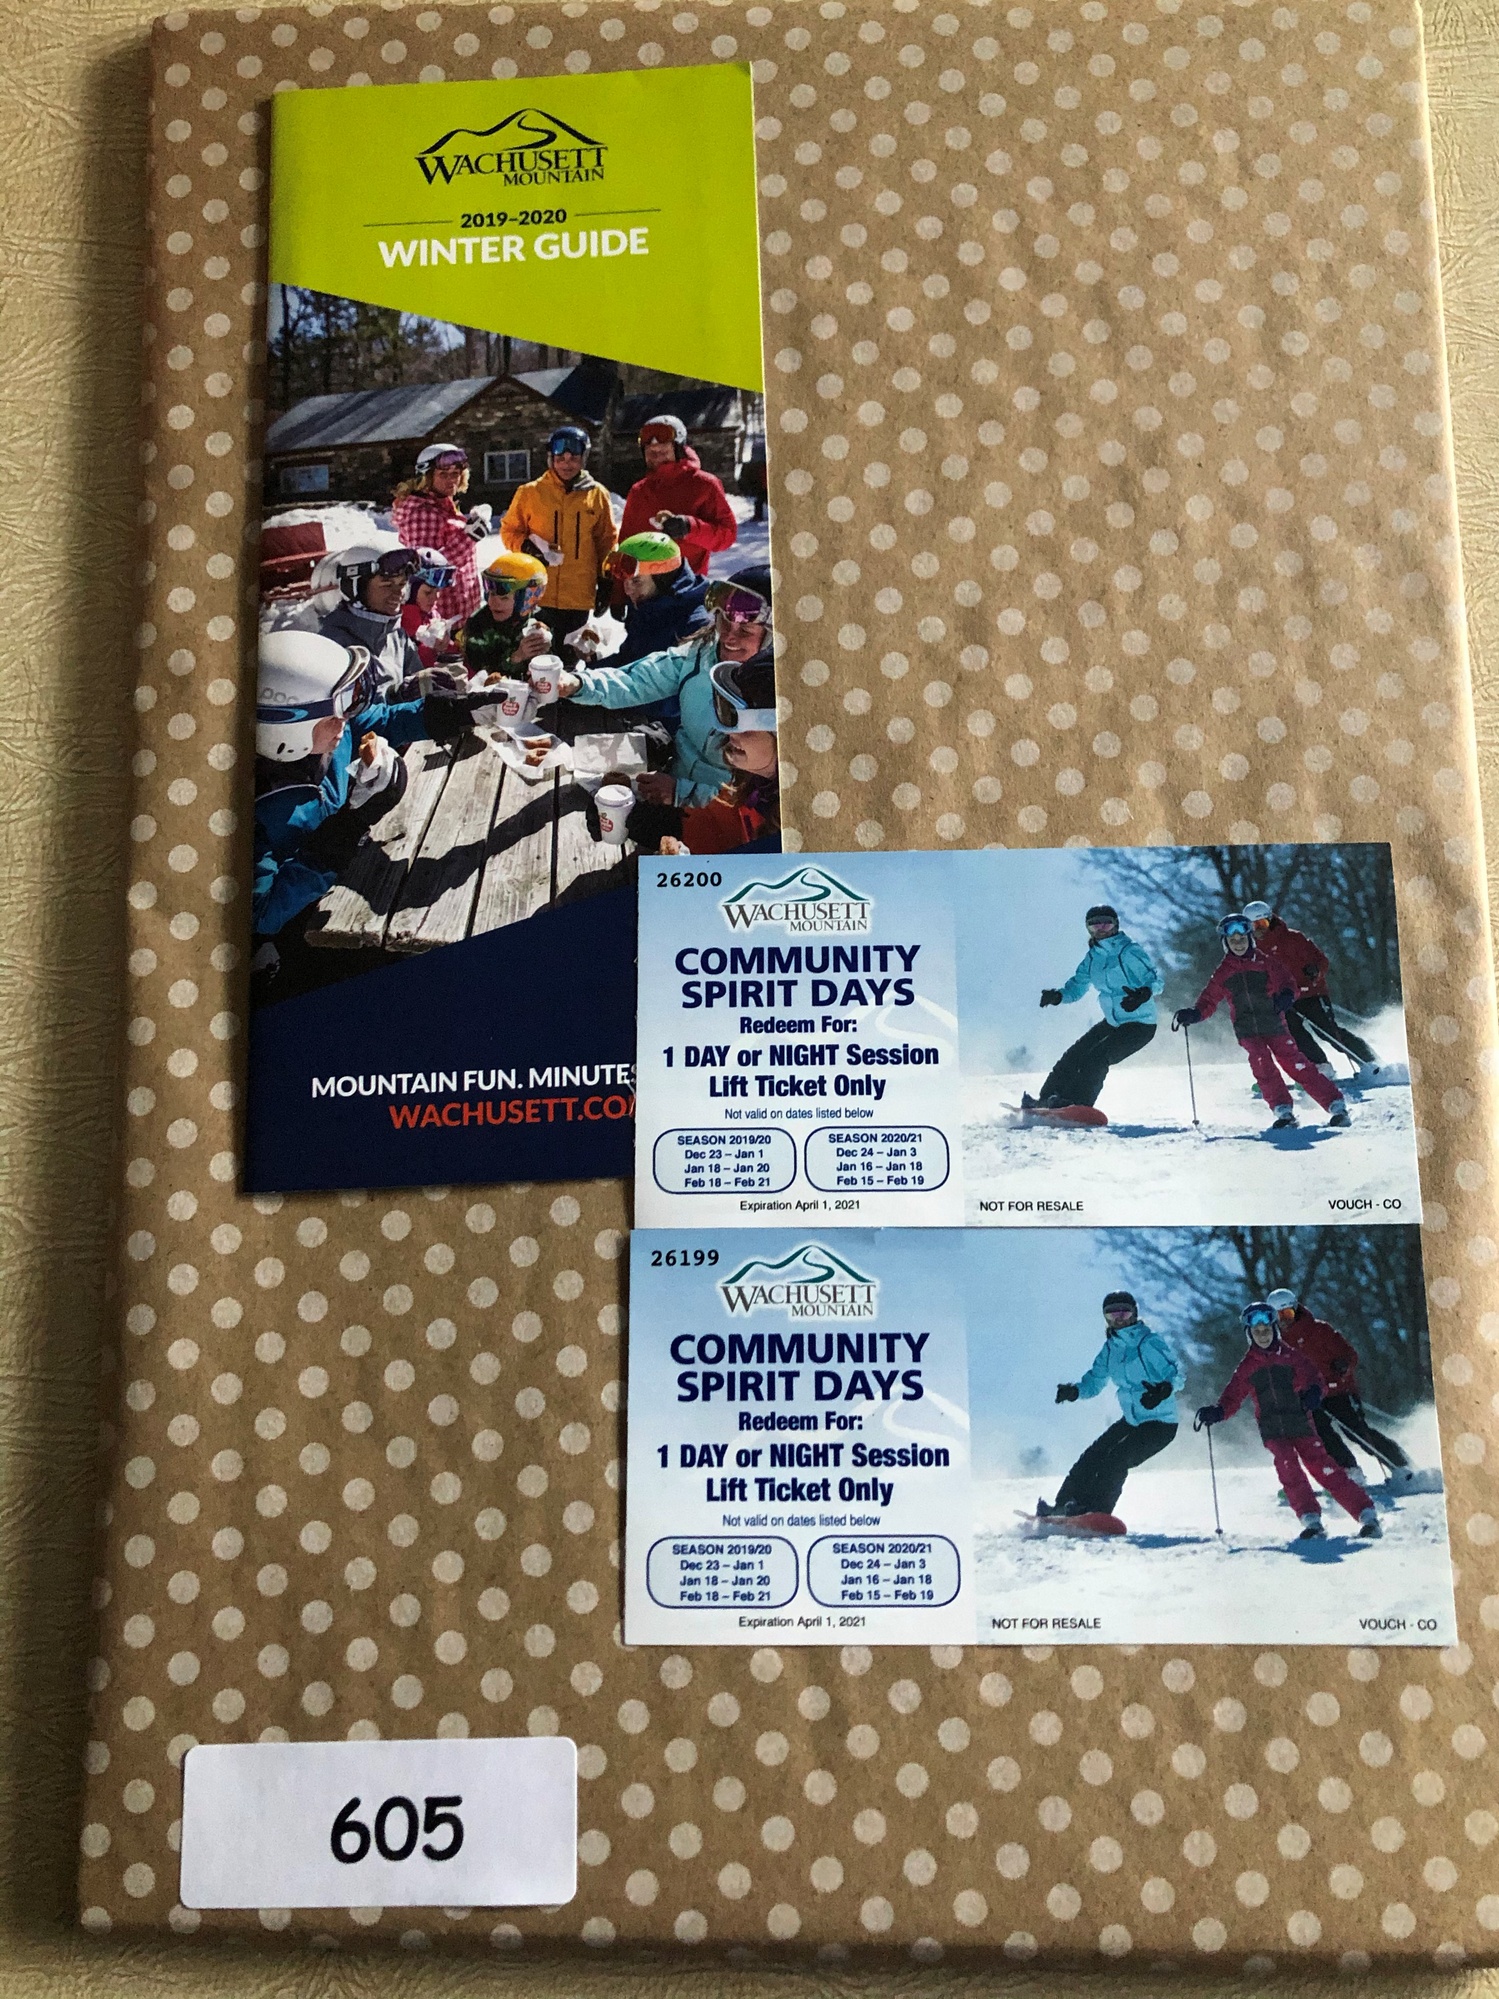 WACHUSETT
MOUNTAIN
2019-2020
WINTER GUIDE
MOUNTAIN FUN. MINUTES
WACHUSETT.CO
26200
WACHUSETT
MOUNTAIN
COMMUNITY
SPIRIT DAYS
Redeem For:
1 DAY or NIGHT Session
Lift Ticket Only
Not valid on dates listed below
SEASON 2019/20
Dec 23 – Jan 1
Jan 18 – Jan 20
Feb 18 – Feb 21
SEASON 2020/21
Dec 24 – Jan 3
Jan 16 – Jan 18
Feb 15 – Feb 19
Expiration April 1, 2021
NOT FOR RESALE
VOUCH - CO
26199
WACHUSETT
MOUNTAIN
COMMUNITY
SPIRIT DAYS
Redeem For:
1 DAY or NIGHT Session
Lift Ticket Only
Not valid on dates listed below
SEASON 2019/20
Dec 23 – Jan 1
Jan 18 – Jan 20
Feb 18 – Feb 21
SEASON 2020/21
Dec 24 – Jan 3
Jan 16 – Jan 18
Feb 15 – Feb 19
Expiration April 1, 2021
NOT FOR RESALE
VOUCH - CO
605